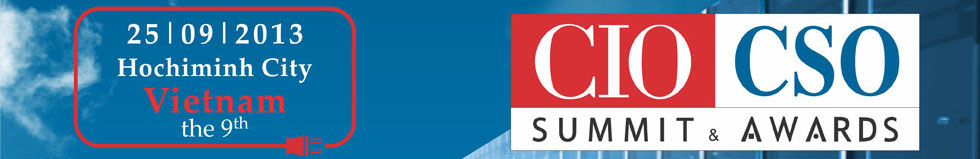 25|09|2013
Hochiminh City
Vietnam
the 9th
CIO CSO
SUMMIT & AWARDS